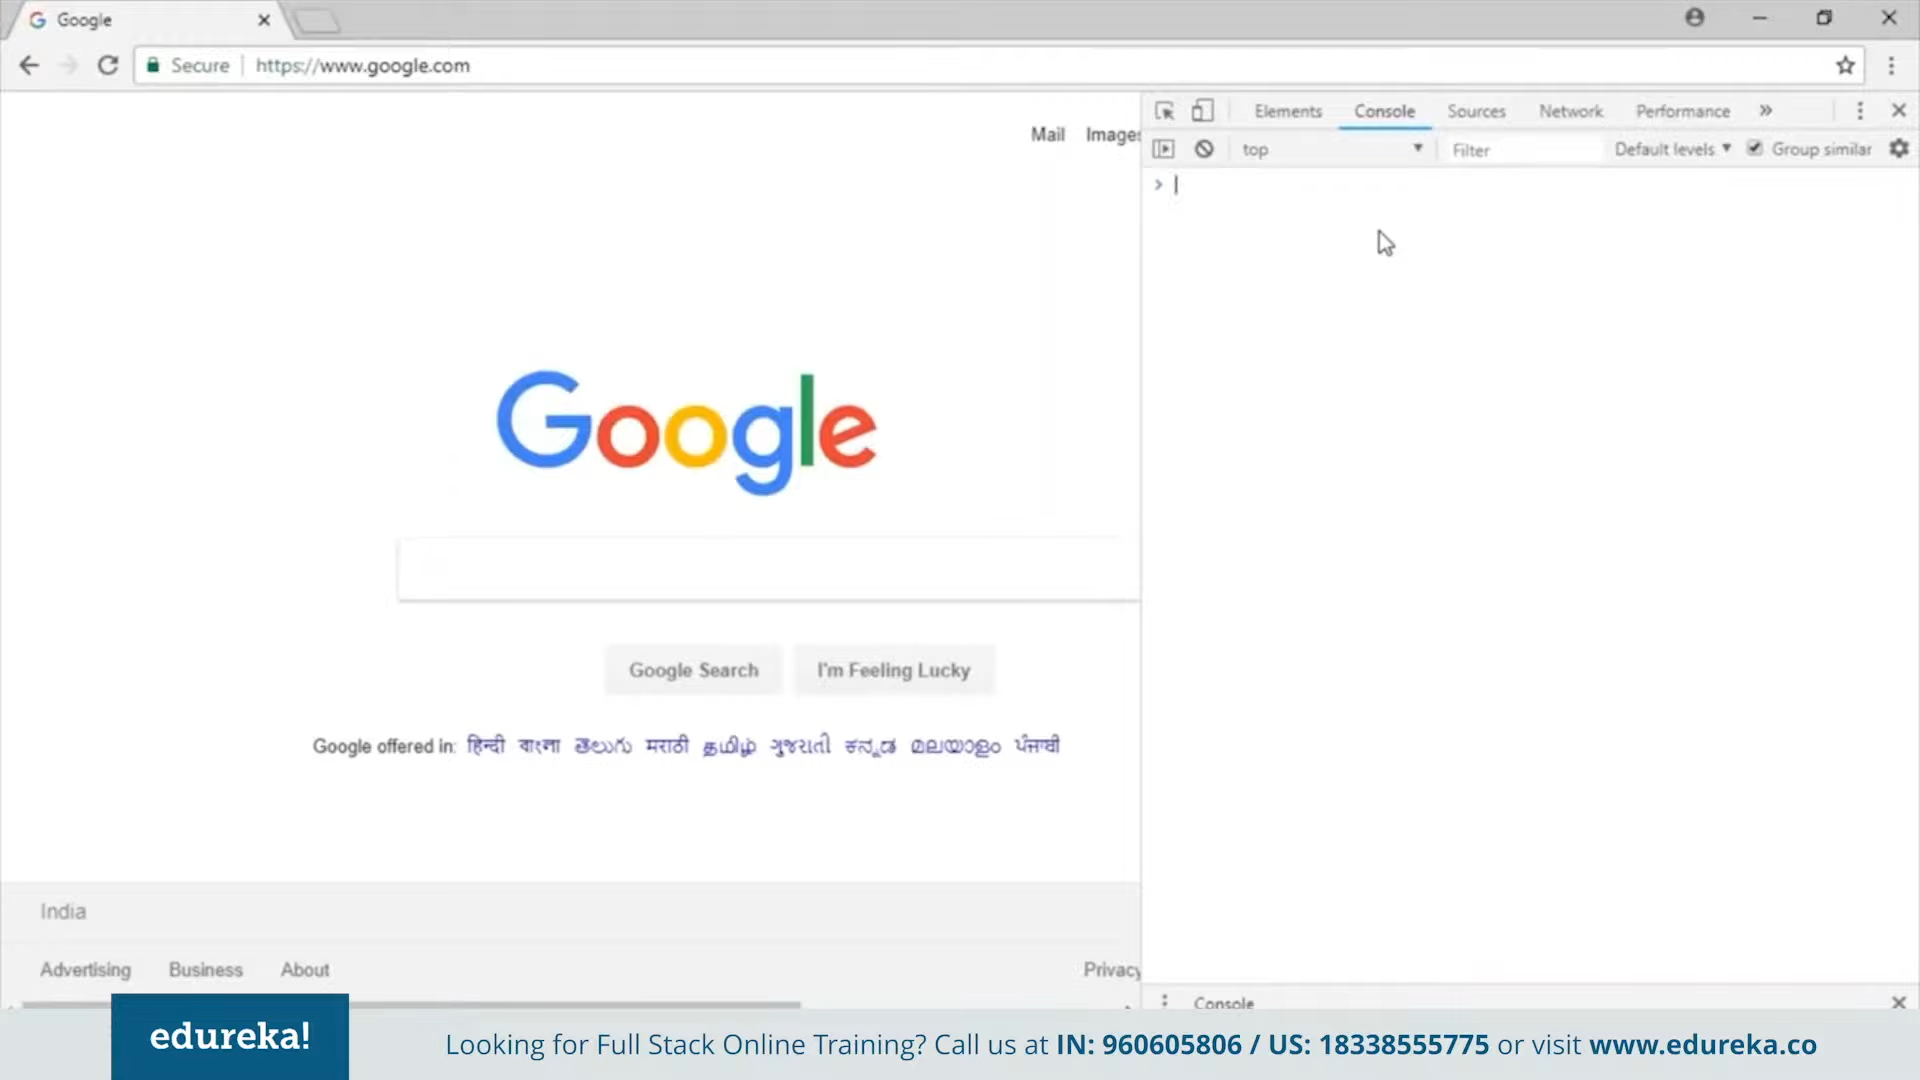 Google
Secure https://www.google.com
Mail Images
Elements Console Sources Network Performance
top Filter Default levels Group similar
Google
Google Search I'm Feeling Lucky
Google offered in: हिन्दी বাংলা తెలుగు मराठी தமிழ் ગુજરાતી ಕನ್ನಡ മലയാളം ਪੰਜਾਬੀ
India
Advertising Business About Privacy
Console
edureka!
Looking for Full Stack Online Training? Call us at IN: 960605806 / US: 18338555775 or visit www.edureka.co